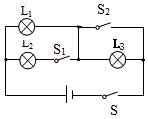 L₁ S₂
L₂ S₁ L₃
S